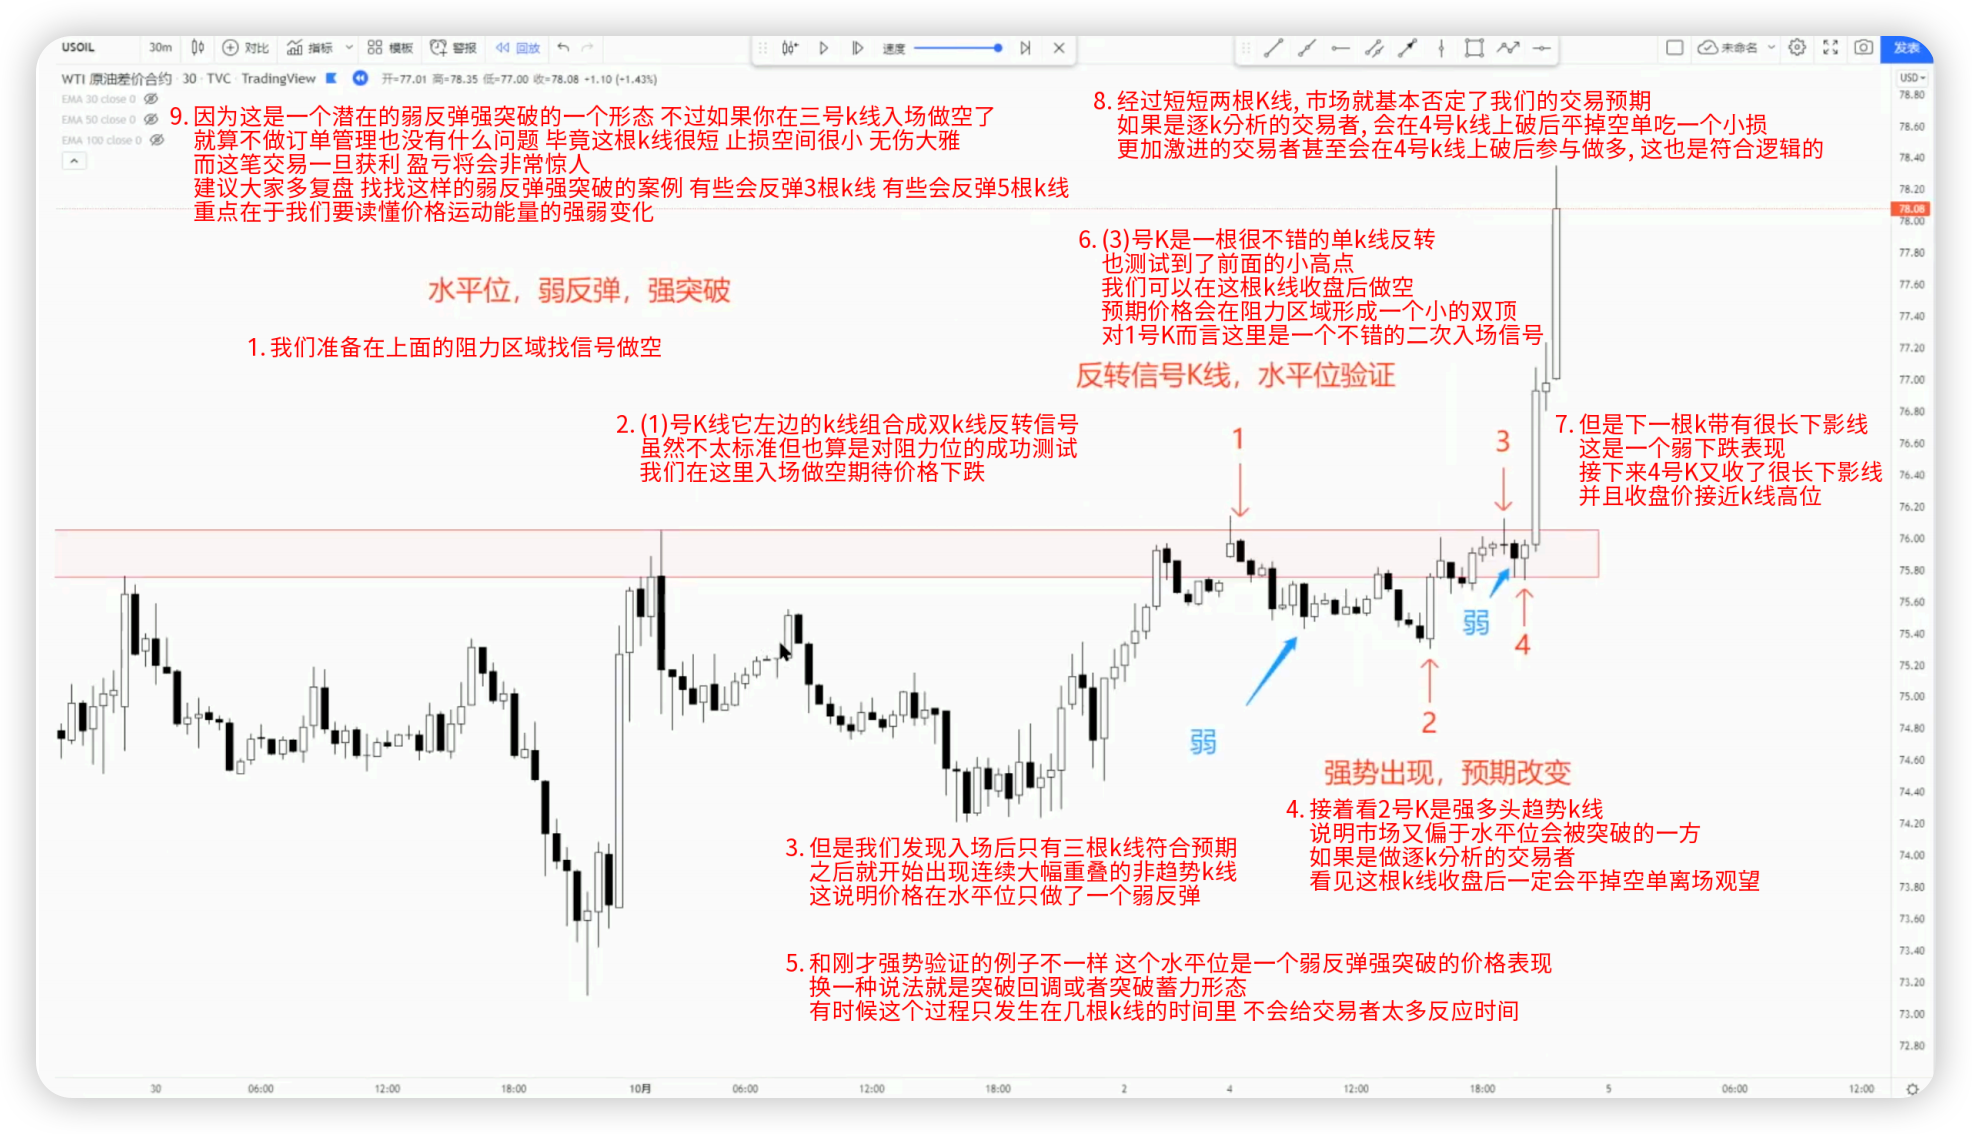 USOIL 30m 对比 指标 模板 警报 回放 速度 未命名 发表
WTI 原油差价合约 · 30 · TVC · TradingView 开=77.01 高=78.35 低=77.00 收=78.08 +1.10 (+1.43%)
USD
EMA 30 close 0
EMA 50 close 0
EMA 100 close 0
9. 因为这是一个潜在的弱反弹强突破的一个形态 不过如果你在三号k线入场做空了
就算不做订单管理也没有什么问题 毕竟这根k线很短 止损空间很小 无伤大雅
而这笔交易一旦获利 盈亏将会非常惊人
建议大家多复盘 找找这样的弱反弹强突破的案例 有些会反弹3根k线 有些会反弹5根k线
重点在于我们要读懂价格运动能量的强弱变化
8. 经过短短两根K线, 市场就基本否定了我们的交易预期
如果是逐k分析的交易者, 会在4号k线上破后平掉空单吃一个小损
更加激进的交易者甚至会在4号k线上破后参与做多, 这也是符合逻辑的
水平位，弱反弹，强突破
1. 我们准备在上面的阻力区域找信号做空
6. (3)号K是一根很不错的单k线反转
也测试到了前面的小高点
我们可以在这根k线收盘后做空
预期价格会在阻力区域形成一个小的双顶
对1号K而言这里是一个不错的二次入场信号
反转信号K线，水平位验证
2. (1)号K线它左边的k线组合成双k线反转信号
虽然不太标准但也算是对阻力位的成功测试
我们在这里入场做空期待价格下跌
1
3
7. 但是下一根k带有很长下影线
这是一个弱下跌表现
接下来4号K又收了很长下影线
并且收盘价接近k线高位
弱
4
2
弱
强势出现，预期改变
4. 接着看2号K是强多头趋势k线
说明市场又偏于水平位会被突破的一方
如果是做逐k分析的交易者
看见这根k线收盘后一定会平掉空单离场观望
3. 但是我们发现入场后只有三根k线符合预期
之后就开始出现连续大幅重叠的非趋势k线
这说明价格在水平位只做了一个弱反弹
5. 和刚才强势验证的例子不一样 这个水平位是一个弱反弹强突破的价格表现
换一种说法就是突破回调或者突破蓄力形态
有时候这个过程只发生在几根k线的时间里 不会给交易者太多反应时间
78.80
78.60
78.40
78.20
78.08
78.00
77.80
77.60
77.40
77.20
77.00
76.80
76.60
76.40
76.20
76.00
75.80
75.60
75.40
75.20
75.00
74.80
74.60
74.40
74.20
74.00
73.80
73.60
73.40
73.20
73.00
72.80
30 06:00 12:00 18:00 10月 06:00 12:00 18:00 2 4 12:00 18:00 5 06:00 12:00